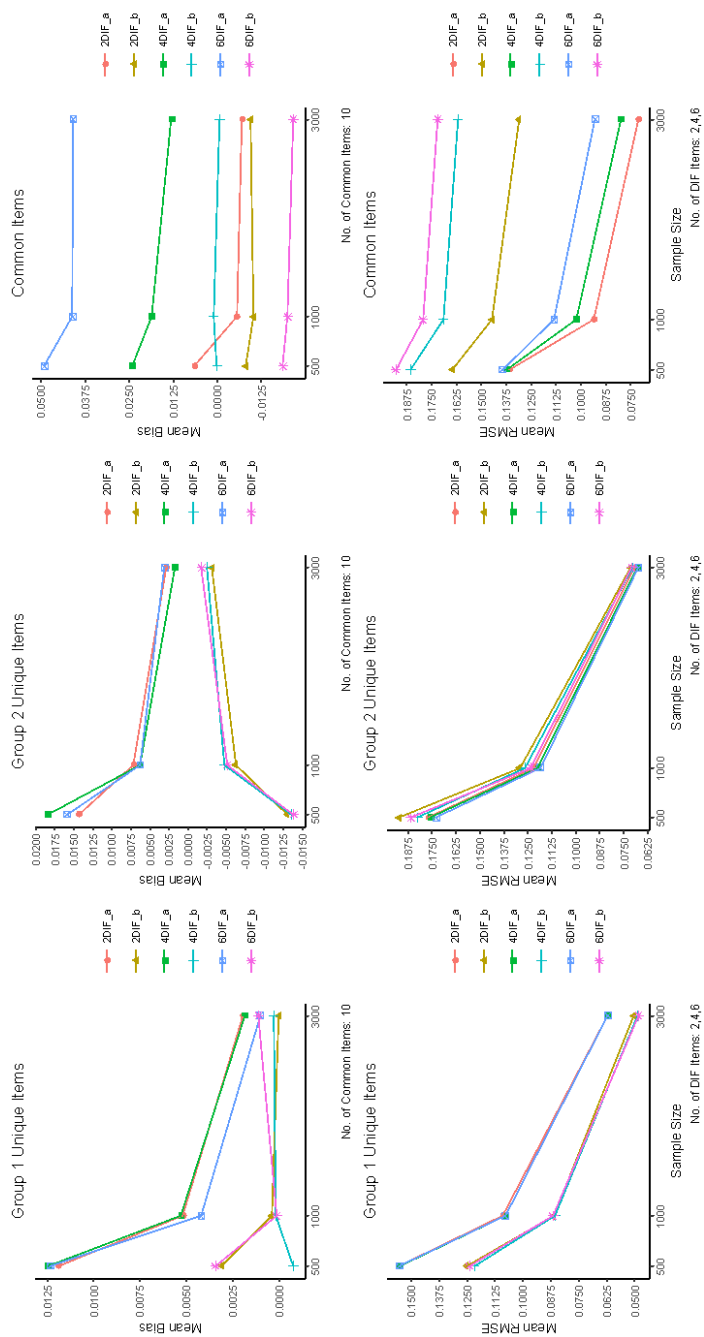 Group 1 Unique Items
Mean Bias
0.0125
0.0100
0.0075
0.0050
0.0025
0.0000
500
1000
3000
No. of Common Items: 10
2DIF_a
2DIF_b
4DIF_a
4DIF_b
6DIF_a
6DIF_b
Group 2 Unique Items
Mean Bias
0.0200
0.0175
0.0150
0.0125
0.0100
0.0075
0.0050
0.0025
0.0000
-0.0025
-0.0050
-0.0075
-0.0100
-0.0125
-0.0150
500
1000
3000
No. of Common Items: 10
2DIF_a
2DIF_b
4DIF_a
4DIF_b
6DIF_a
6DIF_b
Common Items
Mean Bias
0.0500
0.0375
0.0250
0.0125
0.0000
-0.0125
500
1000
3000
No. of Common Items: 10
2DIF_a
2DIF_b
4DIF_a
4DIF_b
6DIF_a
6DIF_b
Group 1 Unique Items
Mean RMSE
0.1500
0.1375
0.1250
0.1125
0.1000
0.0875
0.0750
0.0625
0.0500
500
1000
3000
Sample Size
No. of DIF Items: 2,4,6
2DIF_a
2DIF_b
4DIF_a
4DIF_b
6DIF_a
6DIF_b
Group 2 Unique Items
Mean RMSE
0.1875
0.1750
0.1625
0.1500
0.1375
0.1250
0.1125
0.1000
0.0875
0.0750
0.0625
500
1000
3000
Sample Size
No. of DIF Items: 2,4,6
2DIF_a
2DIF_b
4DIF_a
4DIF_b
6DIF_a
6DIF_b
Common Items
Mean RMSE
0.1875
0.1750
0.1625
0.1500
0.1375
0.1250
0.1125
0.1000
0.0875
0.0750
500
1000
3000
Sample Size
No. of DIF Items: 2,4,6
2DIF_a
2DIF_b
4DIF_a
4DIF_b
6DIF_a
6DIF_b